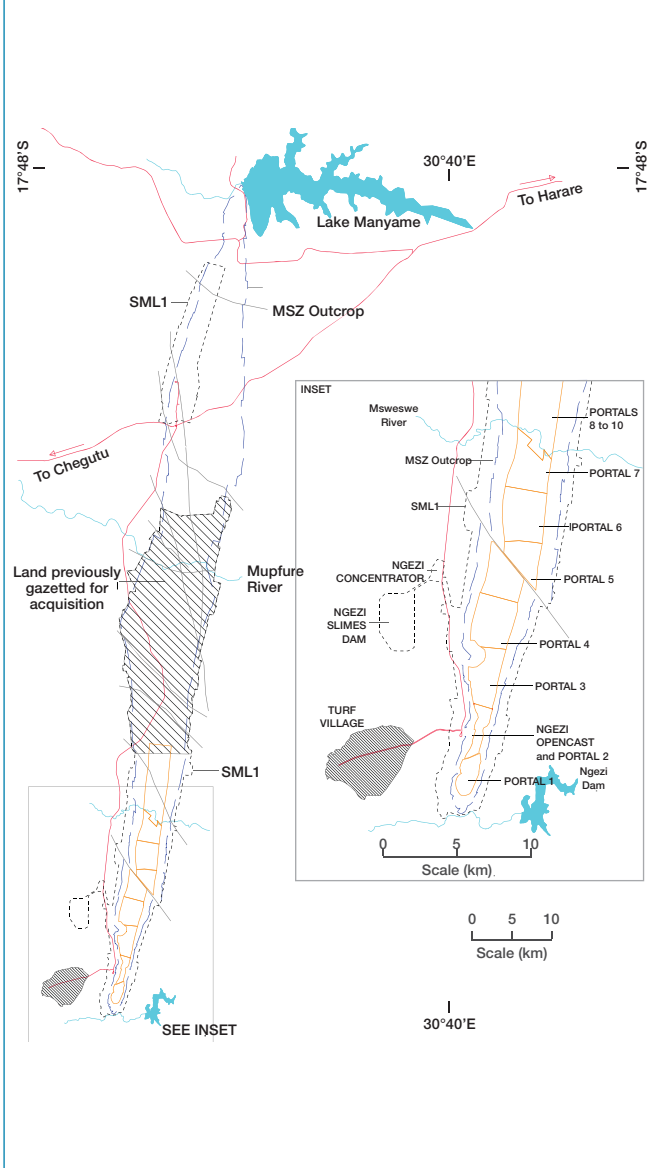 17°48'S
30°40'E
17°48'S
To Harare
Lake Manyame
SML1
MSZ Outcrop
To Chegutu
Land previously
gazetted for
acquisition
Mupfure
River
SML1
SEE INSET
INSET
Msweswe
River
PORTALS
8 to 10
MSZ Outcrop
PORTAL 7
SML1
PORTAL 6
NGEZI
CONCENTRATOR
PORTAL 5
NGEZI
SLIMES
DAM
PORTAL 4
PORTAL 3
TURF
VILLAGE
NGEZI
OPENCAST
and PORTAL 2
PORTAL 1
Ngezi
Dam
0 5 10
Scale (km)
0 5 10
Scale (km)
30°40'E